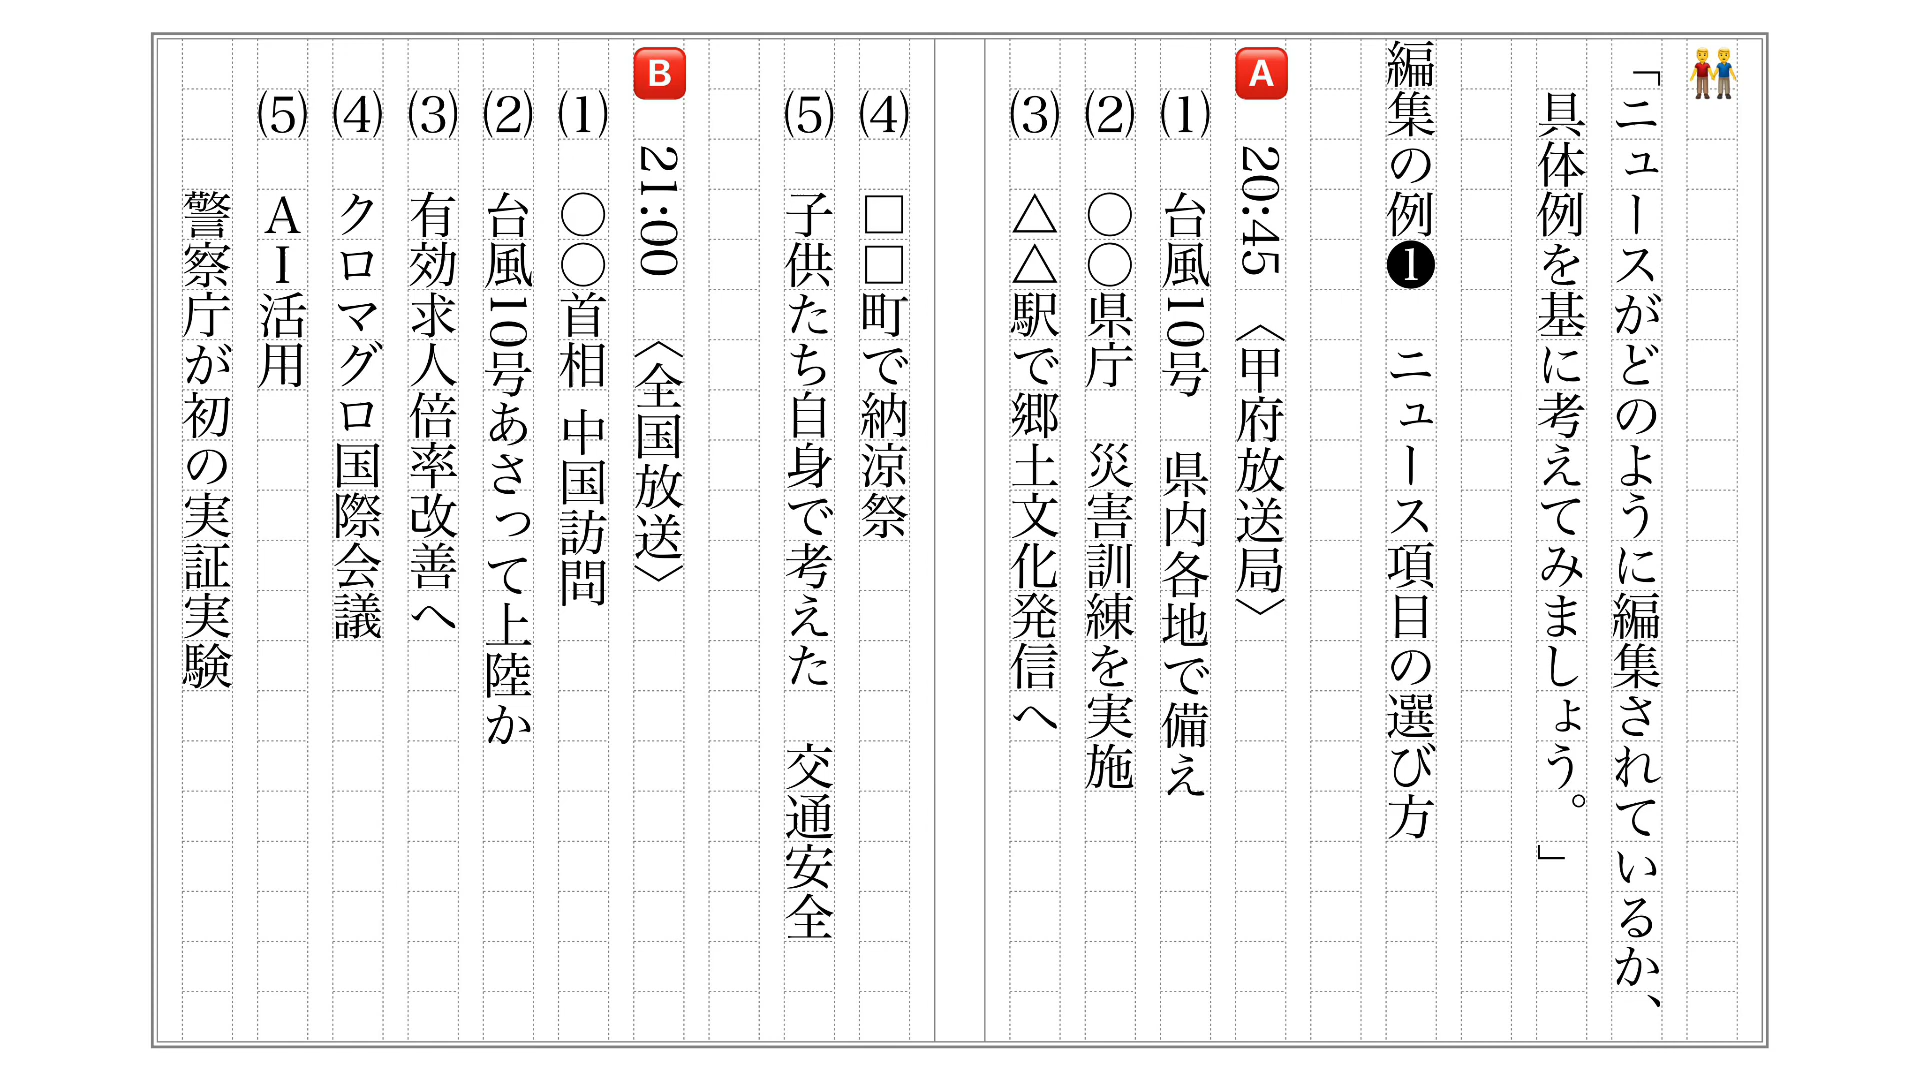 👬
「ニュースがどのように編集されているか、
具体例を基に考えてみましょう。」
編集の例❶　ニュース項目の選び方
🅰　20:45　〈甲府放送局〉
⑴　台風10号　県内各地で備え
⑵　○○県庁　災害訓練を実施
⑶　△△駅で郷土文化発信へ
⑷　□□町で納涼祭
⑸　子供たち自身で考えた　交通安全
🅱　21:00　〈全国放送〉
⑴　○○首相 中国訪問
⑵　台風10号あさって上陸か
⑶　有効求人倍率改善へ
⑷　クロマグロ国際会議
⑸　ＡＩ活用
警察庁が初の実証実験